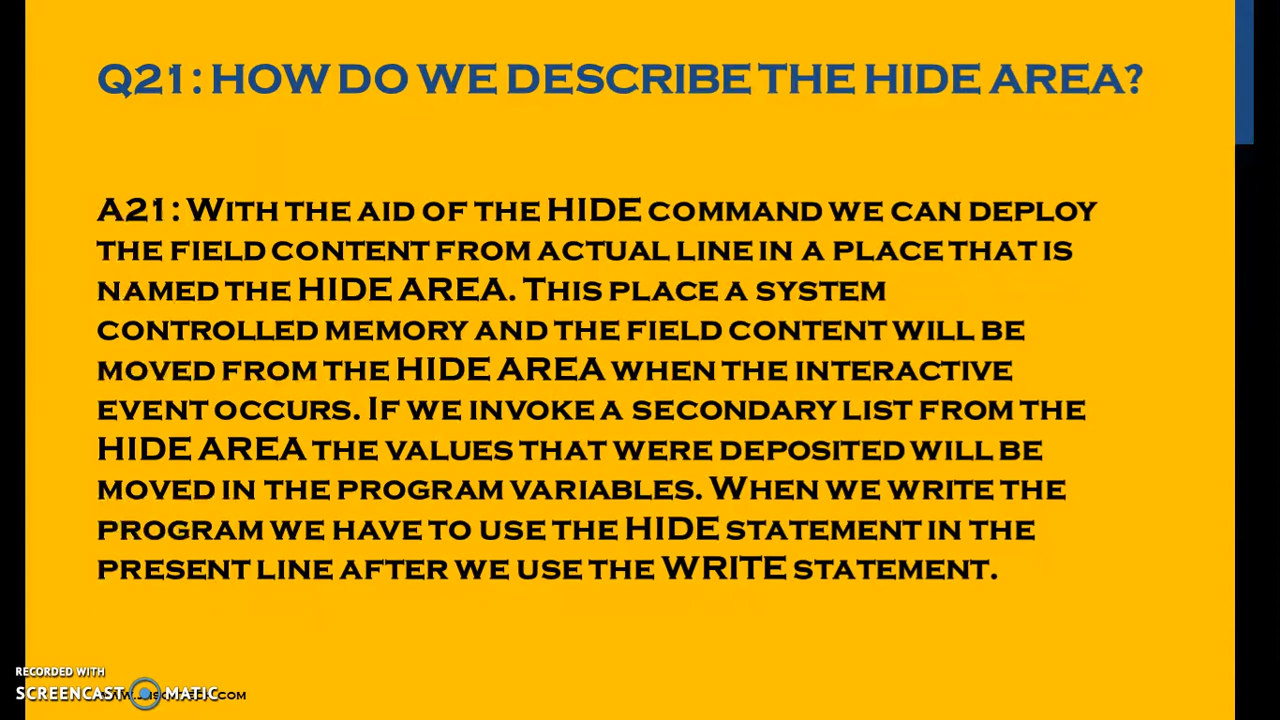 Q21: HOW DO WE DESCRIBE THE HIDE AREA?
A21: WITH THE AID OF THE HIDE COMMAND WE CAN DEPLOY
THE FIELD CONTENT FROM ACTUAL LINE IN A PLACE THAT IS
NAMED THE HIDE AREA. THIS PLACE A SYSTEM
CONTROLLED MEMORY AND THE FIELD CONTENT WILL BE
MOVED FROM THE HIDE AREA WHEN THE INTERACTIVE
EVENT OCCURS. IF WE INVOKE A SECONDARY LIST FROM THE
HIDE AREA THE VALUES THAT WERE DEPOSITED WILL BE
MOVED IN THE PROGRAM VARIABLES. WHEN WE WRITE THE
PROGRAM WE HAVE TO USE THE HIDE STATEMENT IN THE
PRESENT LINE AFTER WE USE THE WRITE STATEMENT.
RECORDED WITH
SCREENCAST MATIC